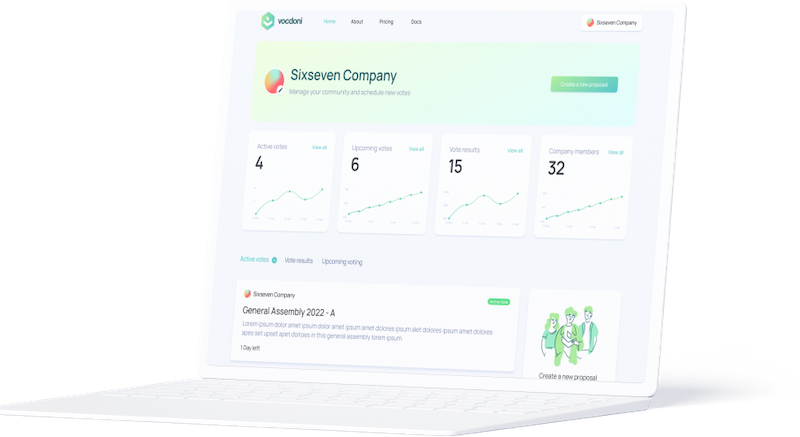 vocdoni
Home About Pricing Docs
Sixseven Company
Sixseven Company
Manage your community and schedule new votes
Create a new proposal
Active votes View all
4
Upcoming votes View all
6
Vote results View all
15
Company members View all
32
Active votes Vote results Upcoming voting
Sixseven Company
General Assembly 2022 - A
Lorem ipsum dolor amet ipsum dolor amet ipsum amet dolores ipsum aliet dolores ipsum dolores
apes set upset apet dolroes in this general assembly lorem ipsum.
1 Day left
Create a new proposal